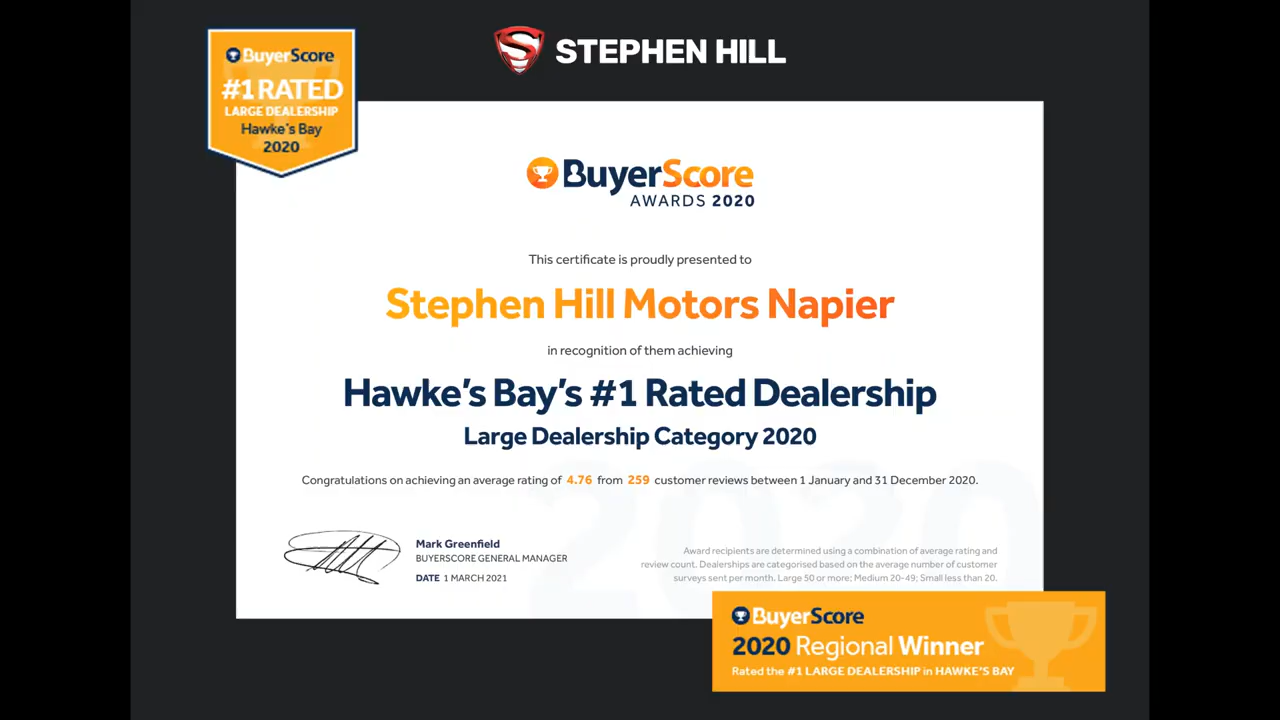 STEPHEN HILL
BuyerScore
#1 RATED
LARGE DEALERSHIP
Hawke's Bay
2020
BuyerScore
AWARDS 2020
This certificate is proudly presented to
Stephen Hill Motors Napier
in recognition of them achieving
Hawke's Bay's #1 Rated Dealership
Large Dealership Category 2020
Congratulations on achieving an average rating of 4.76 from 259 customer reviews between 1 January and 31 December 2020.
2020
Mark Greenfield
BUYERSCORE GENERAL MANAGER
DATE 1 MARCH 2021
Award recipients are determined using a combination of average rating and
review count. Dealerships are categorised based on the average number of customer
surveys sent per month. Large 50 or more; Medium 20-49; Small less than 20.
BuyerScore
2020 Regional Winner
Rated the #1 LARGE DEALERSHIP in HAWKE'S BAY